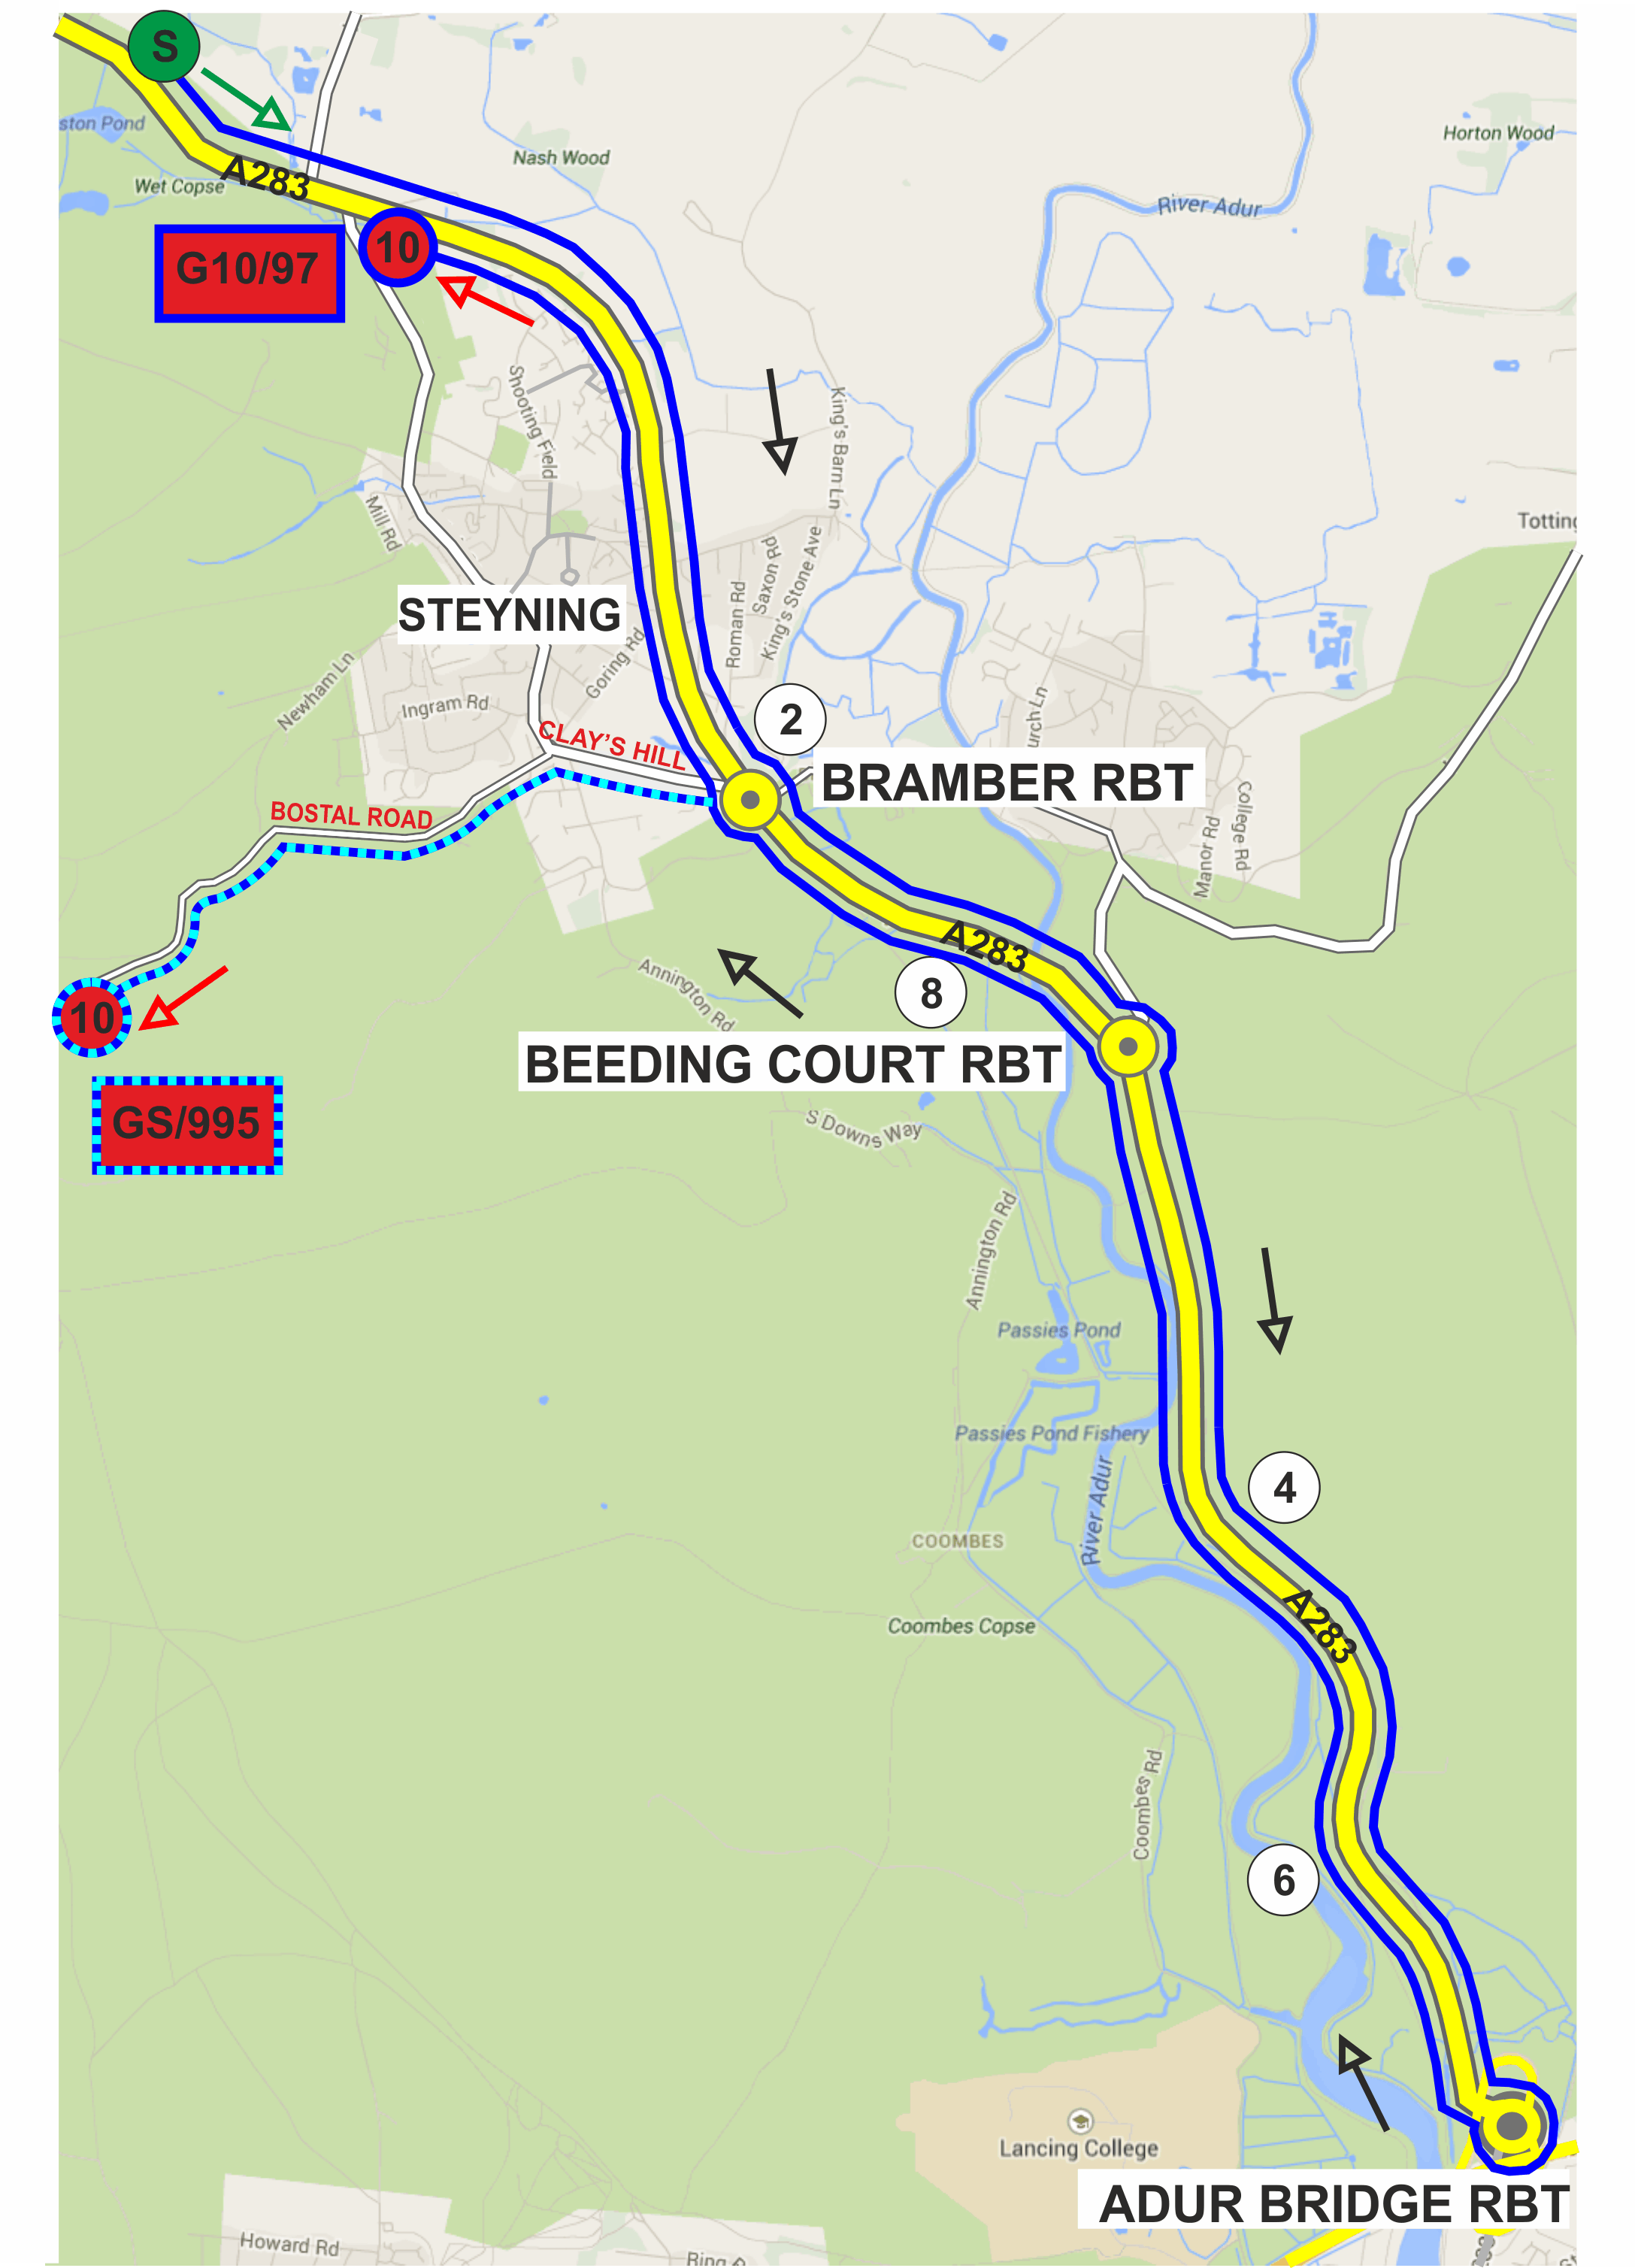 S
ston Pond
Nash Wood
Horton Wood
Wet Copse
A283
River Adur
10
G10/97
Shooting Field
King's Barn Ln
Mill Rd
Totting
Saxon Rd
King's Stone Ave
Roman Rd
STEYNING
Goring Rd
Newham Ln
Ingram Rd
2
CLAY'S HILL
BRAMBER RBT
urch Ln
College Rd
Manor Rd
BOSTAL ROAD
A283
8
Annington Rd
10
BEEDING COURT RBT
GS/995
S Downs Way
Annington Rd
Passies Pond
Passies Pond Fishery
4
River Adur
COOMBES
A283
Coombes Copse
Coombes Rd
6
Lancing College
ADUR BRIDGE RBT
Howard Rd